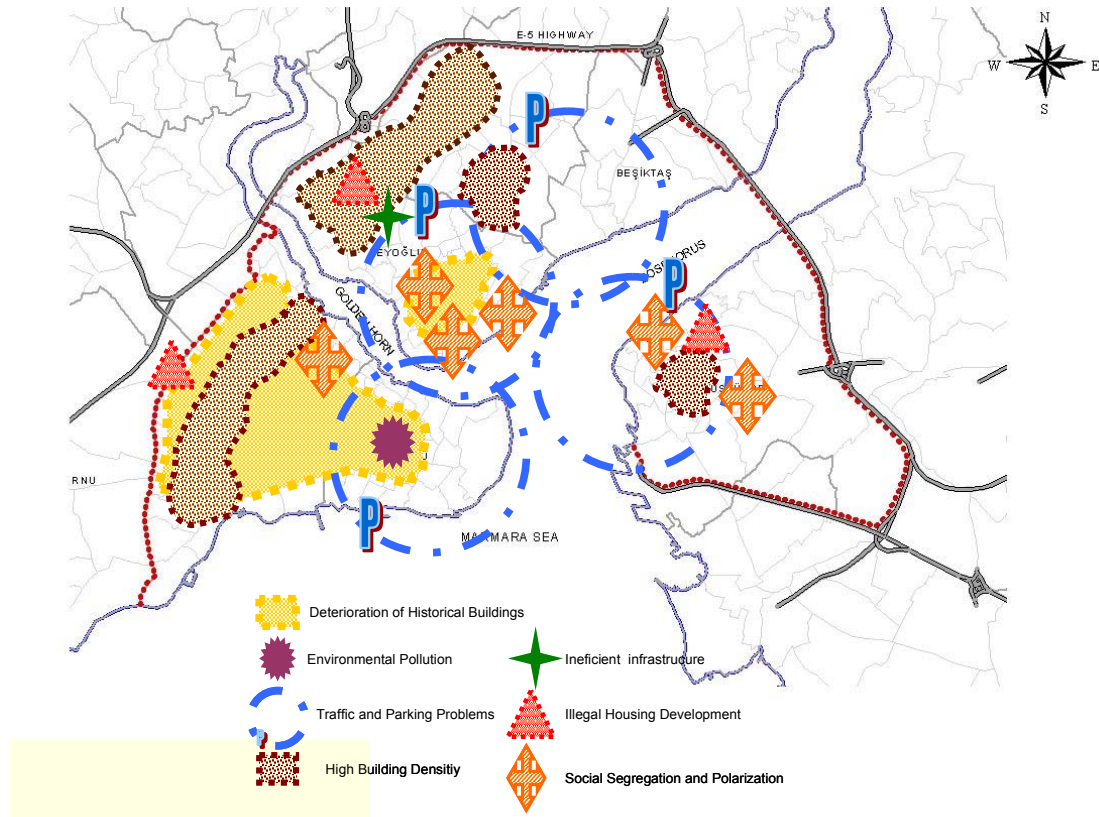 N
E-5 HIGHWAY
W
E
S
BEŞİKTAŞ
EYOĞLU
OSPHORUS
GOLDEN HORN
RNU
MARMARA SEA
P
P
P
P
Deterioration of Historical Buildings
Environmental Pollution
Ineficient infrastrucure
Traffic and Parking Problems
Illegal Housing Development
P
High Building Densitiy
Social Segregation and Polarization